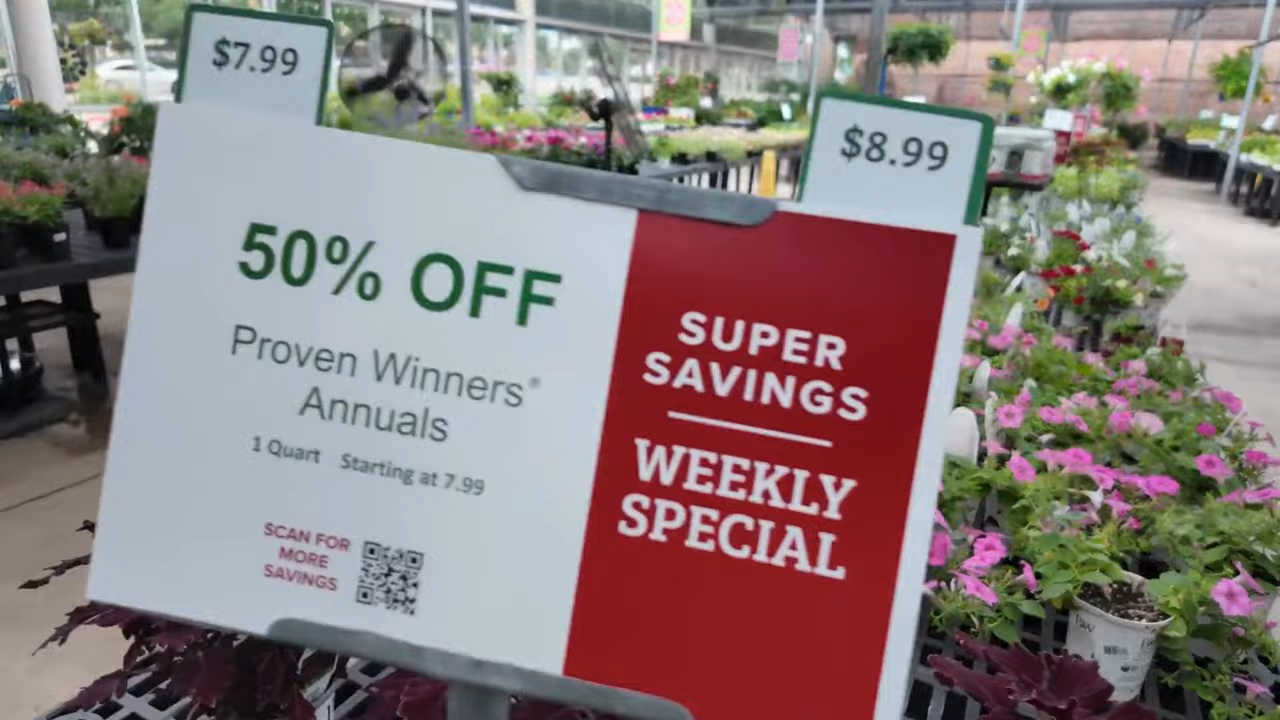 $7.99
$8.99
50% OFF
Proven Winners®
Annuals
1 Quart Starting at 7.99
SCAN FOR
MORE
SAVINGS
SUPER
SAVINGS
WEEKLY
SPECIAL